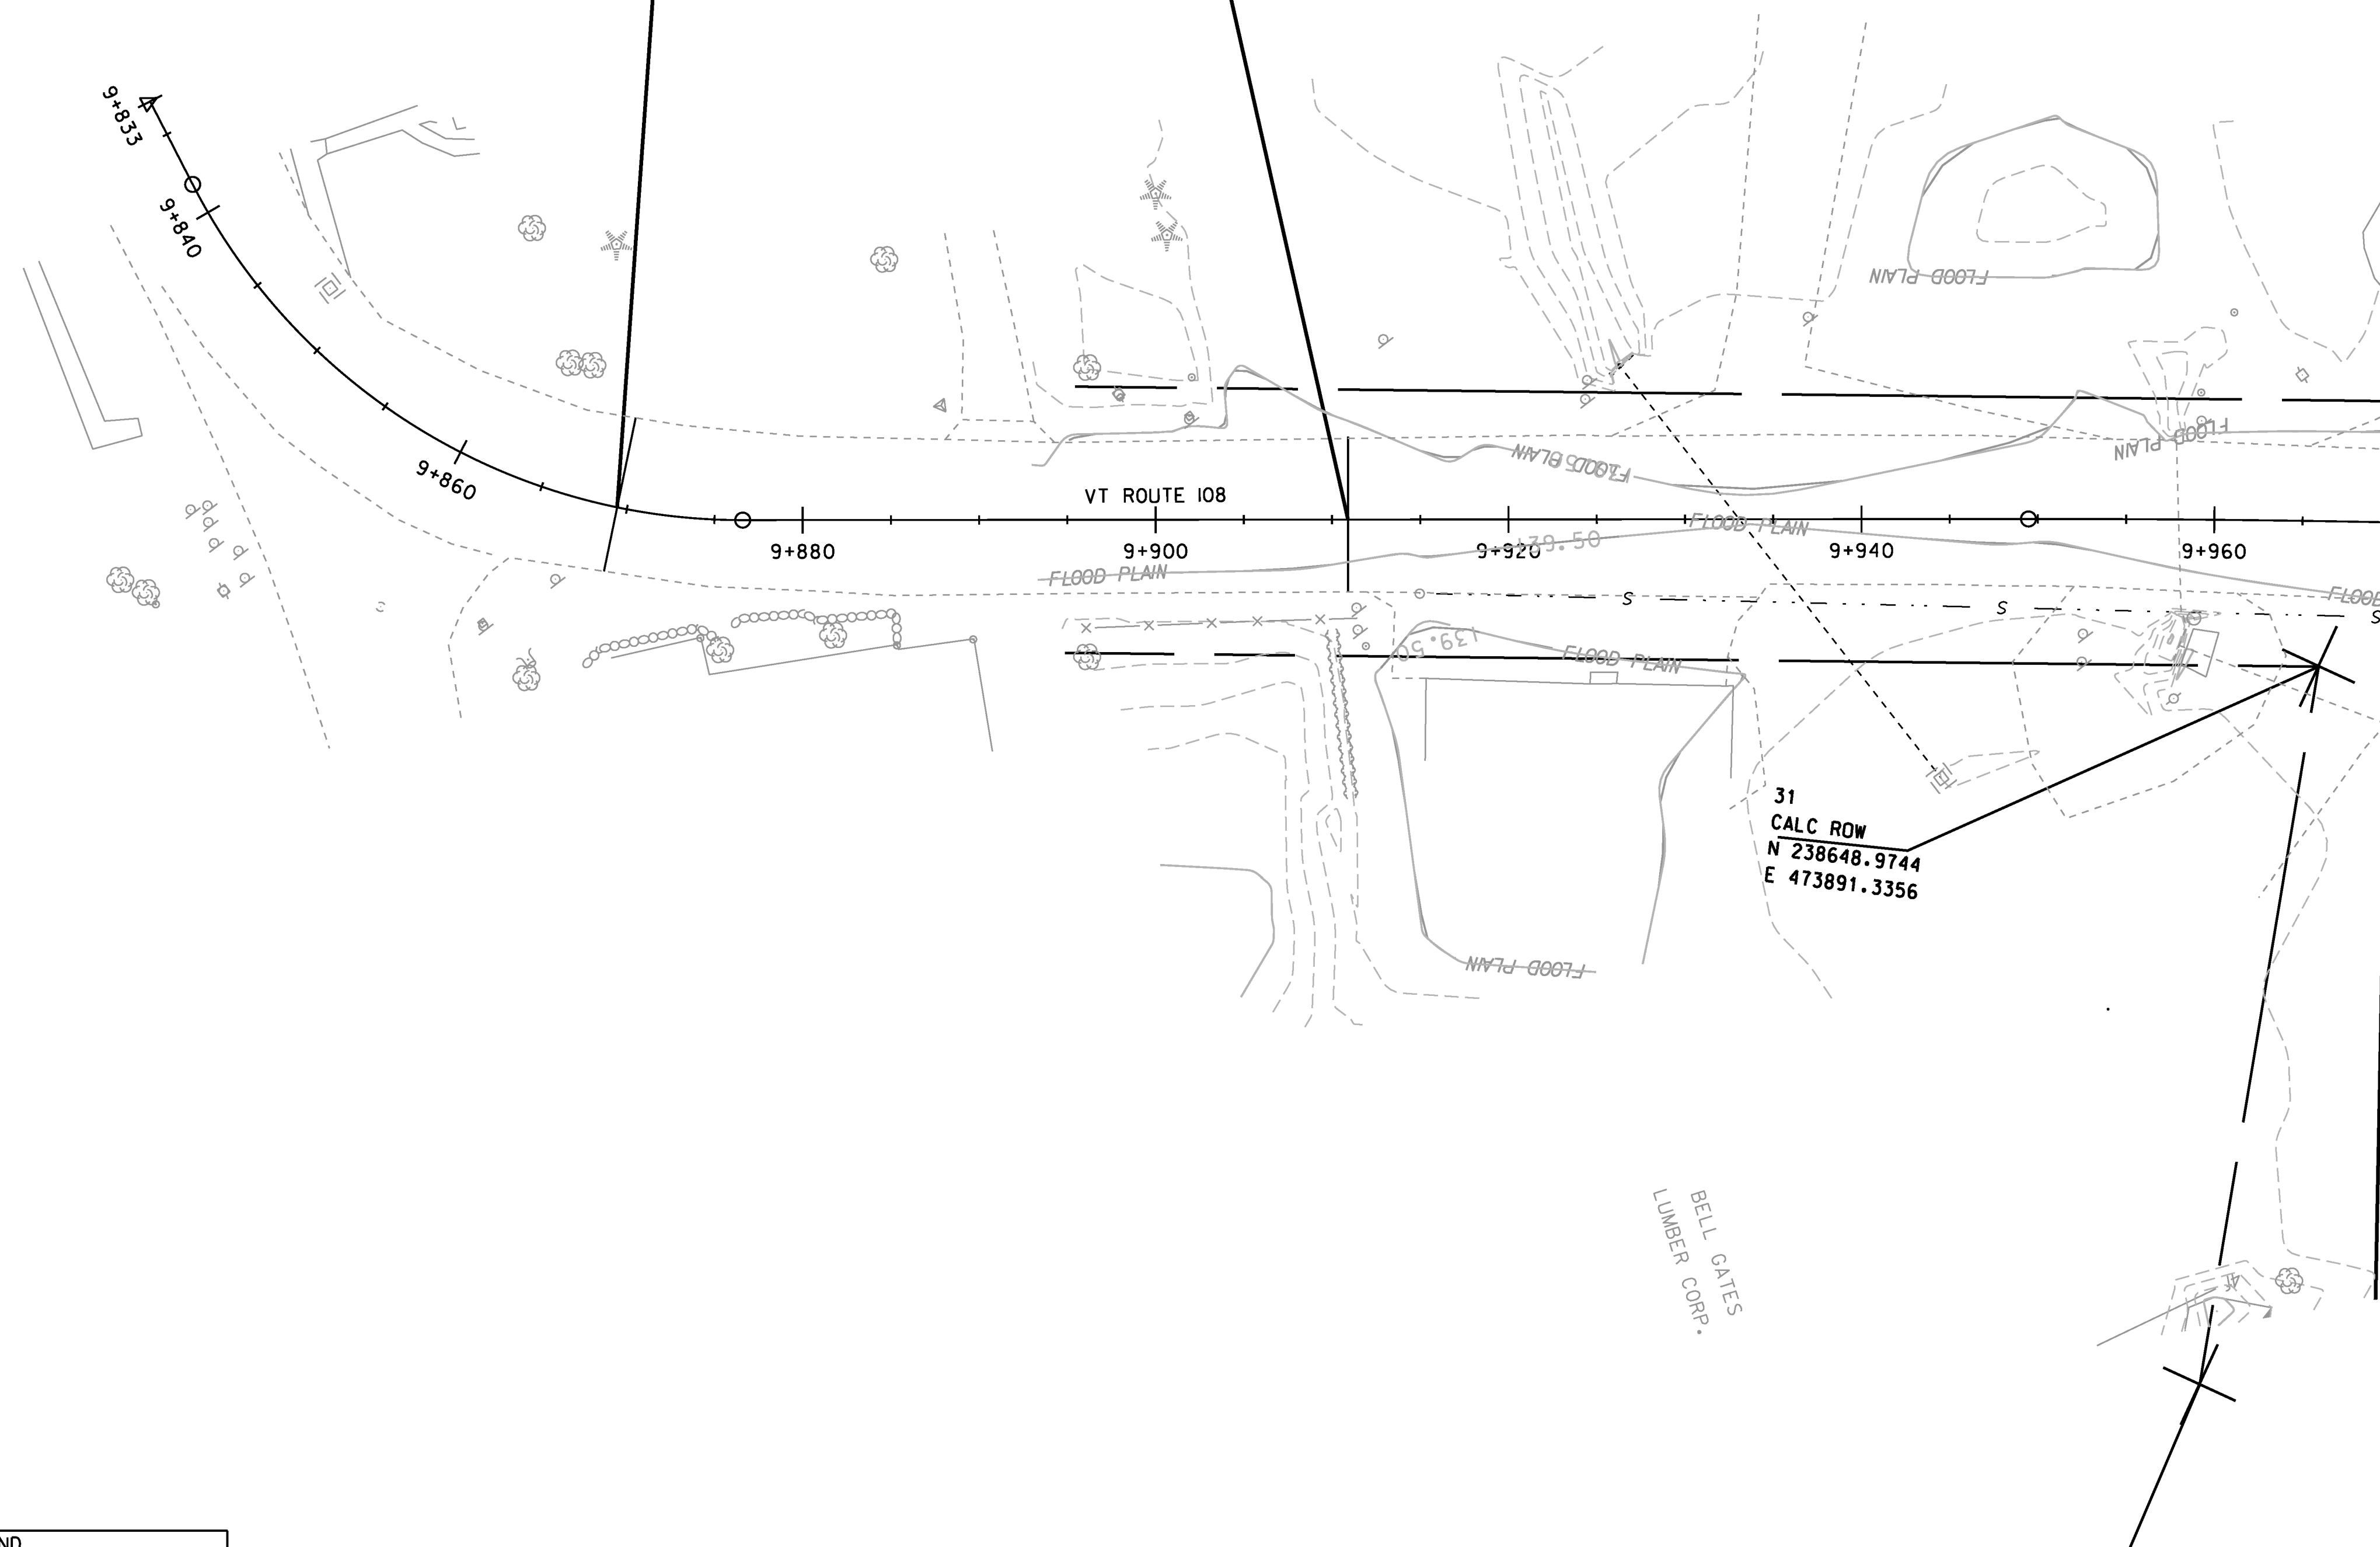 9+833
9+840
9+860
VT ROUTE 108
9+880
9+900
9+920
9+940
9+960
FLOOD PLAIN
FLOOD PLAIN
FLOOD PLAIN
FLOOD PLAIN
139.50
FLOOD PLAIN
FLOOD
S
S
S
139.50
FLOOD PLAIN
31
CALC ROW
N 238648.9744
E 473891.3356
FLOOD PLAIN
BELL GATES
LUMBER CORP.
ND